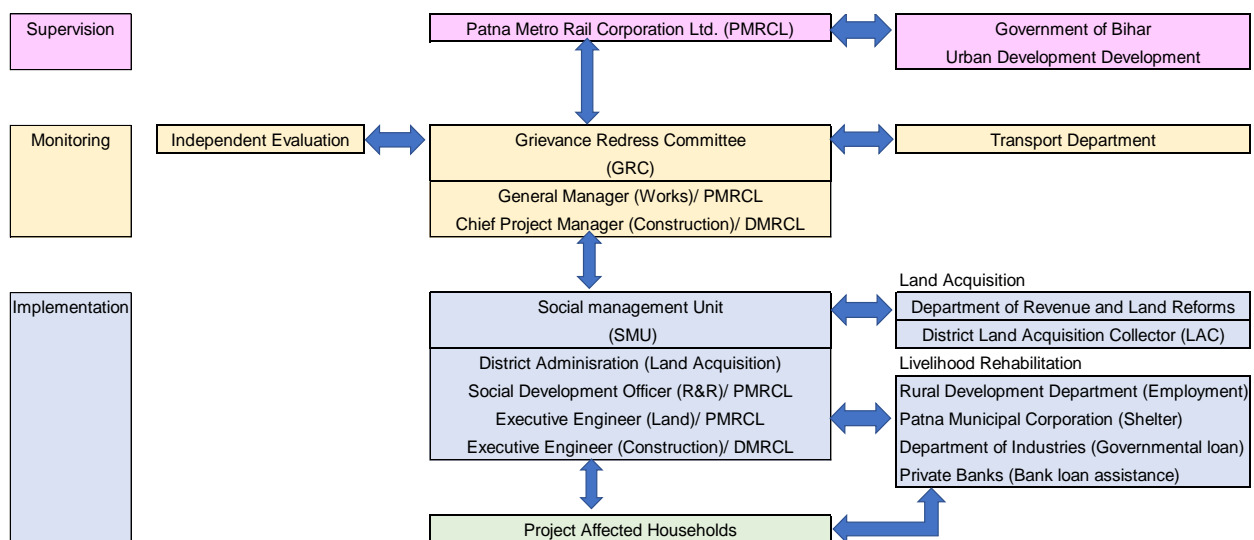 Supervision
Patna Metro Rail Corporation Ltd. (PMRCL)
Government of Bihar
Urban Development Development
Monitoring
Independent Evaluation
Grievance Redress Committee
(GRC)
General Manager (Works)/ PMRCL
Chief Project Manager (Construction)/ DMRCL
Transport Department
Implementation
Social management Unit
(SMU)
District Adminisration (Land Acquisition)
Social Development Officer (R&R)/ PMRCL
Executive Engineer (Land)/ PMRCL
Executive Engineer (Construction)/ DMRCL
Land Acquisition
Department of Revenue and Land Reforms
District Land Acquisition Collector (LAC)
Livelihood Rehabilitation
Rural Development Department (Employment)
Patna Municipal Corporation (Shelter)
Department of Industries (Governmental loan)
Private Banks (Bank loan assistance)
Project Affected Households